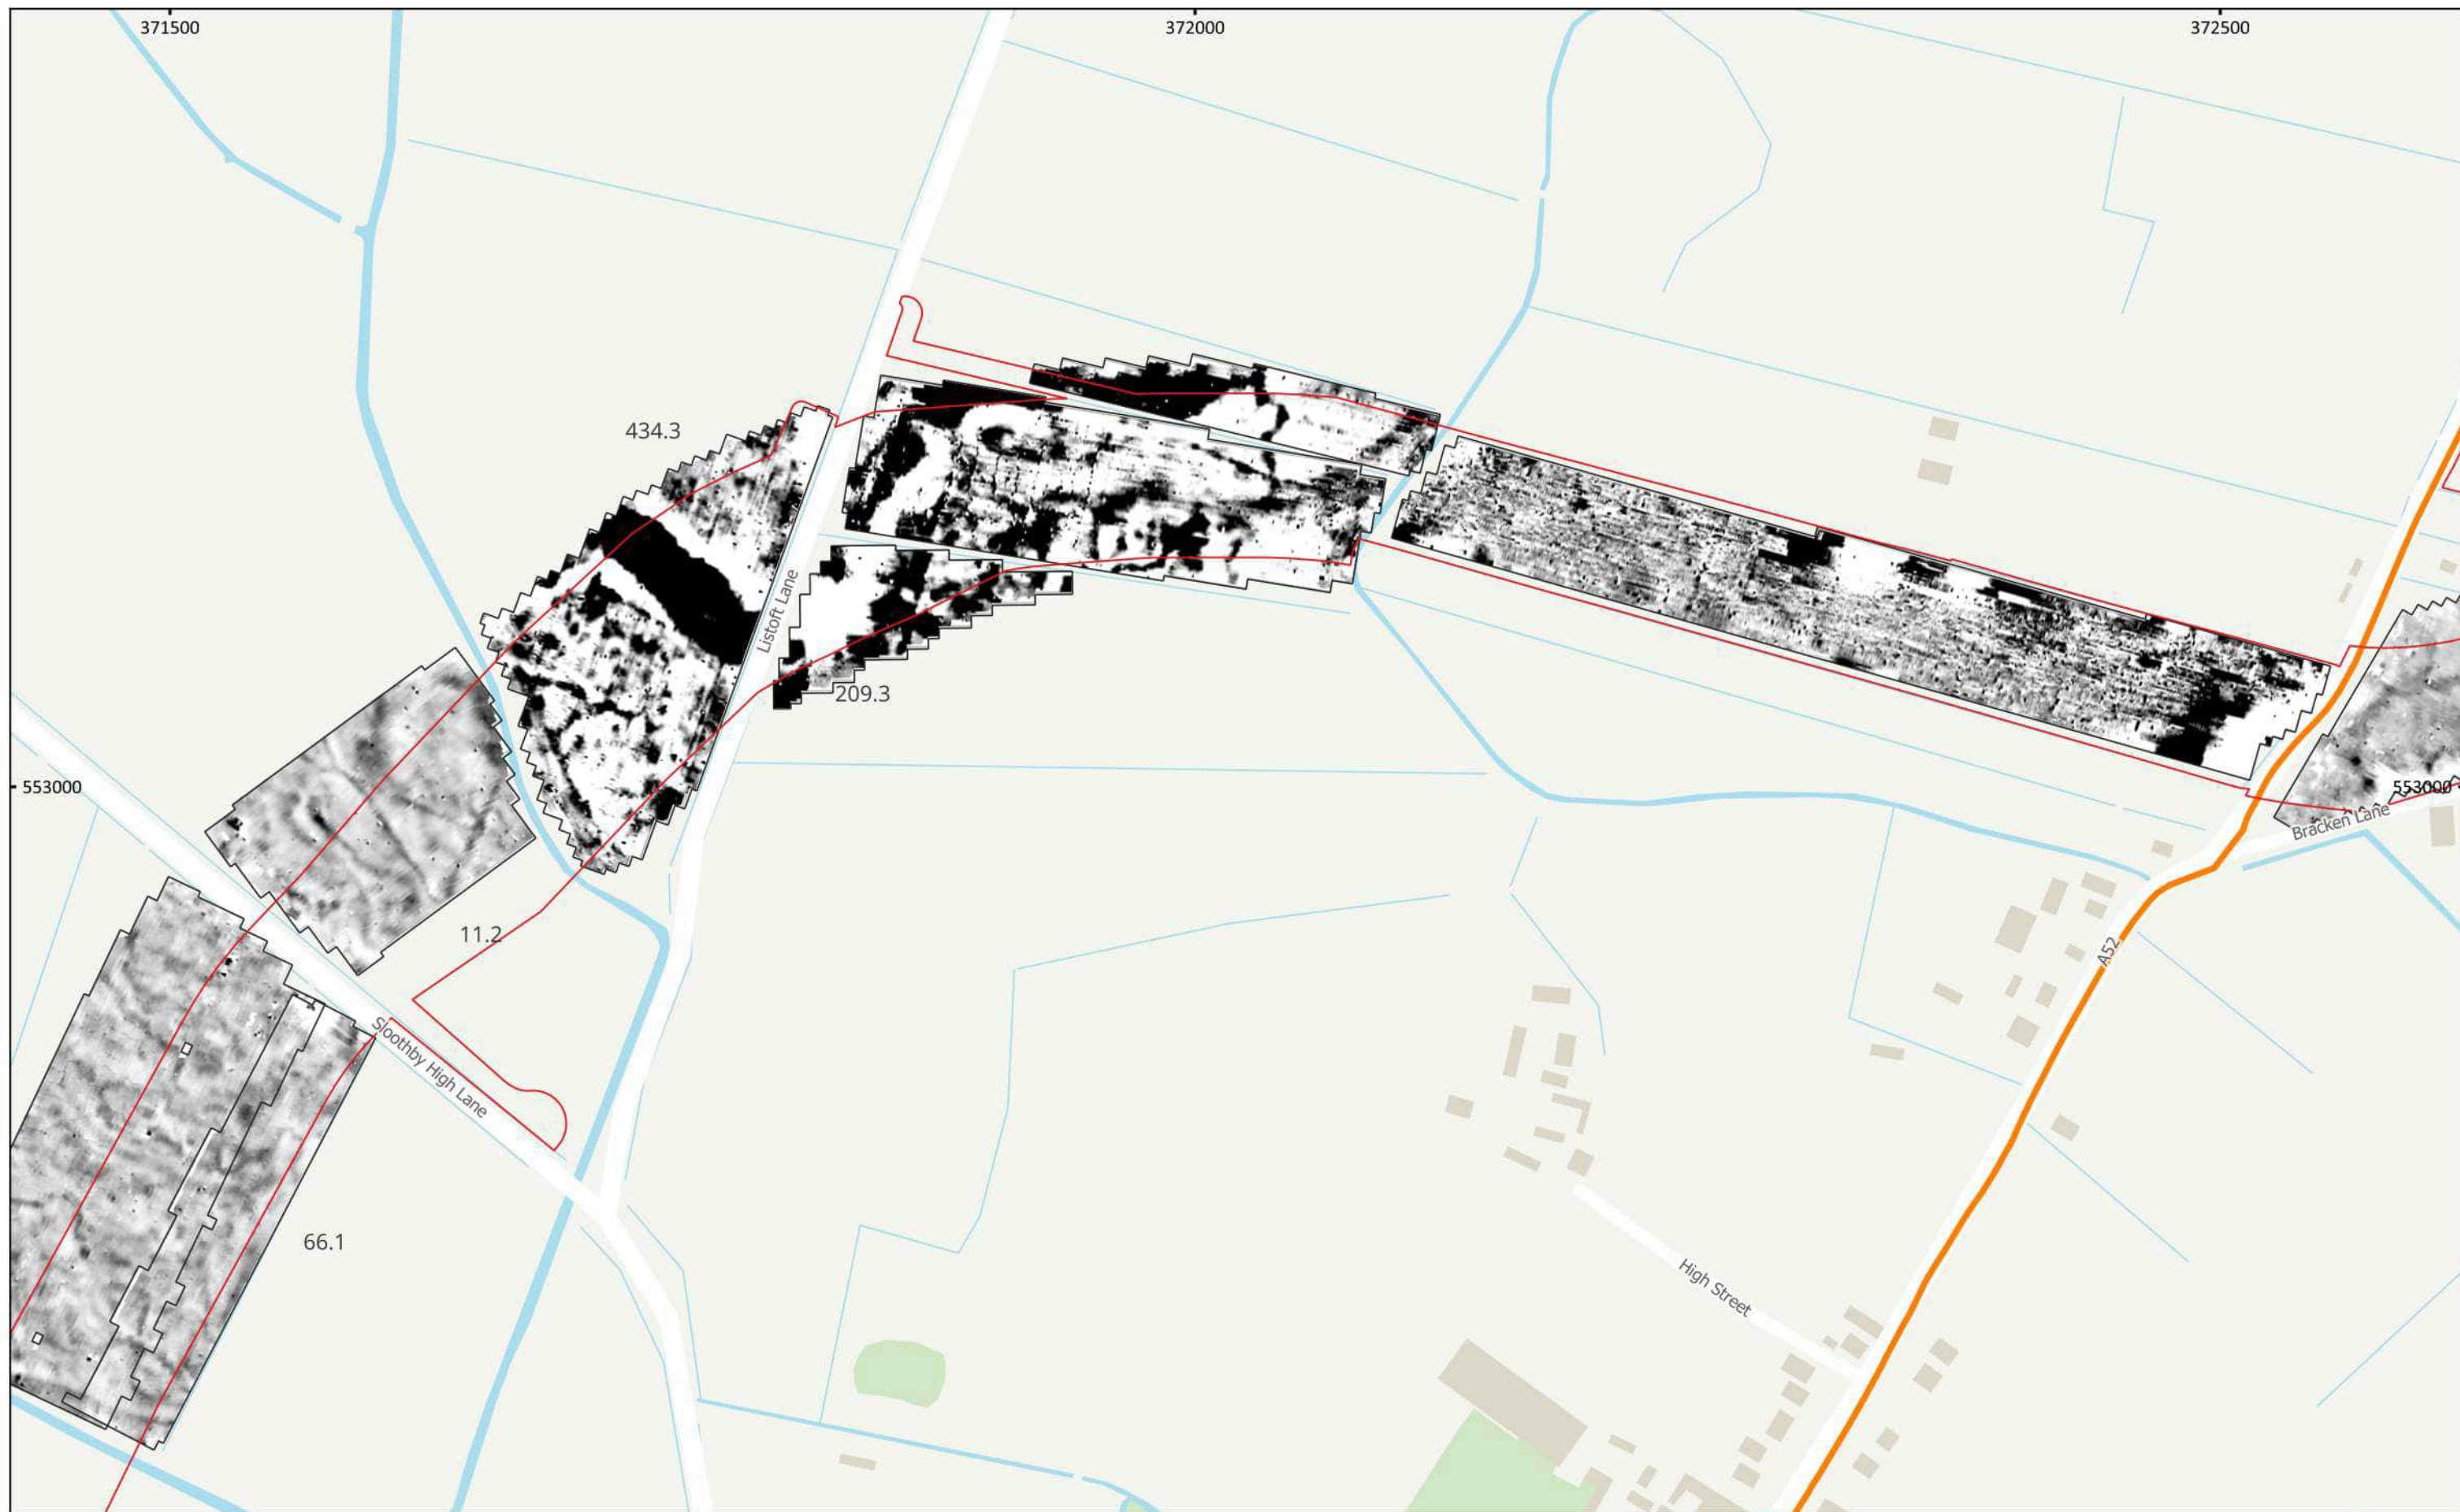 371500
372000
372500
434.3
Listoft Lane
209.3
553000
553000
Bracken Lane
11.2
A52
Sloothby High Lane
66.1
High Street